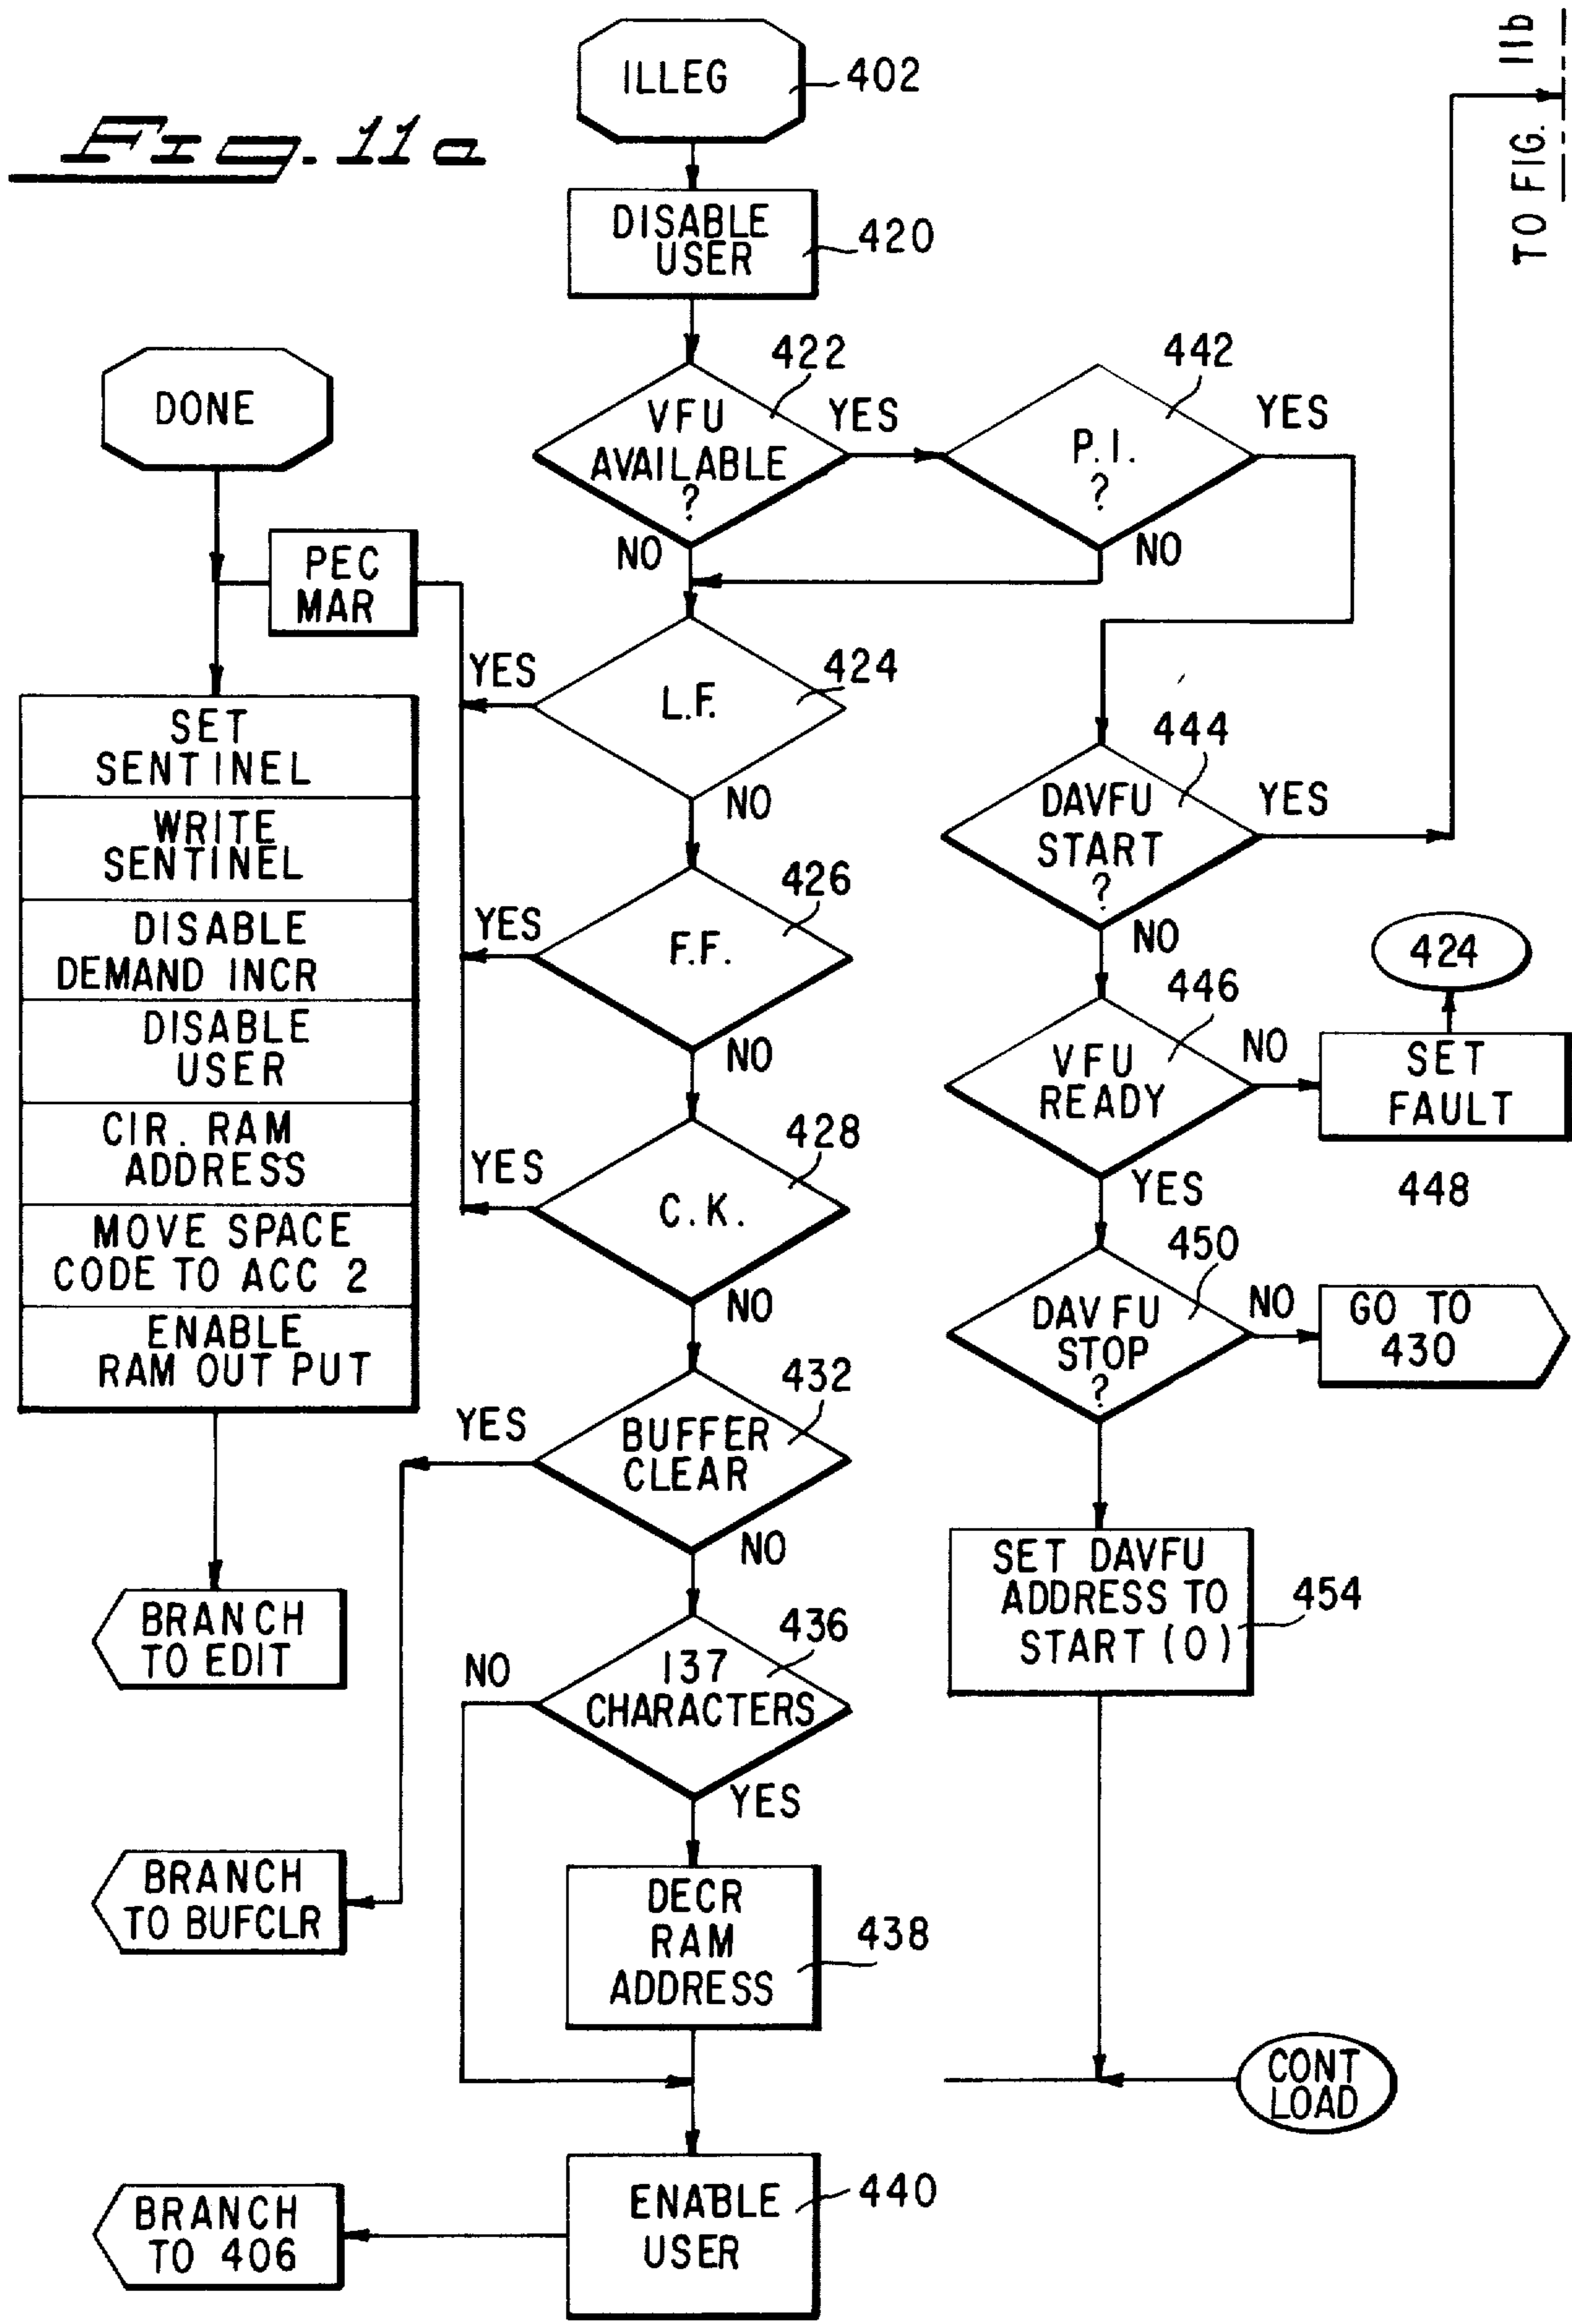 Fig. 11a
ILLEG
402
TO FIG. 11b
DISABLE
USER
420
DONE
VFU
AVAILABLE
?
422
YES
NO
P.I.
?
442
YES
NO
PEC
MAR
L.F.
424
YES
NO
SET
SENTINEL
WRITE
SENTINEL
DISABLE
DEMAND INCR
DISABLE
USER
CIR. RAM
ADDRESS
MOVE SPACE
CODE TO ACC 2
ENABLE
RAM OUT PUT
BRANCH
TO EDIT
F.F.
426
YES
NO
C.K.
428
YES
NO
BUFFER
CLEAR
432
YES
NO
137
CHARACTERS
436
NO
YES
BRANCH
TO BUFCLR
DECR
RAM
ADDRESS
438
ENABLE
USER
440
BRANCH
TO 406
DAVFU
START
?
444
YES
NO
VFU
READY
446
NO
YES
424
SET
FAULT
448
DAV FU
STOP
?
450
NO
GO TO
430
SET DAVFU
ADDRESS TO
START (0)
454
CONT
LOAD